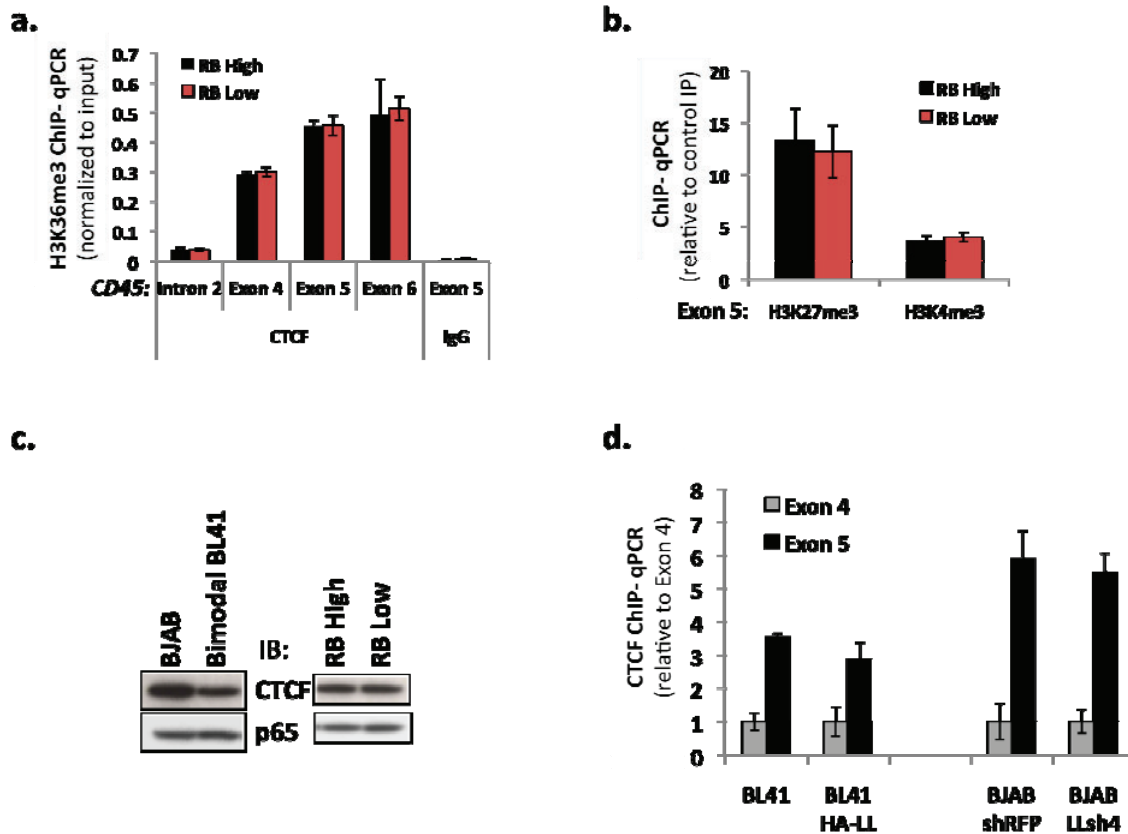 a.
H3K36me3 ChIP- qPCR
(normalized to input)
0.7
0.6
0.5
0.4
0.3
0.2
0.1
0
RB High
RB Low
CD45:
Intron 2
Exon 4
Exon 5
Exon 6
Exon 5
CTCF
IgG
b.
ChIP- qPCR
(relative to control IP)
20
15
10
5
0
RB High
RB Low
Exon 5:
H3K27me3
H3K4me3
c.
BJAB
Bimodal BL41
IB:
RB High
RB Low
CTCF
p65
d.
CTCF ChIP- qPCR
(relative to Exon 4)
8
7
6
5
4
3
2
1
0
Exon 4
Exon 5
BL41
BL41
HA-LL
BJAB
shRFP
BJAB
LLsh4